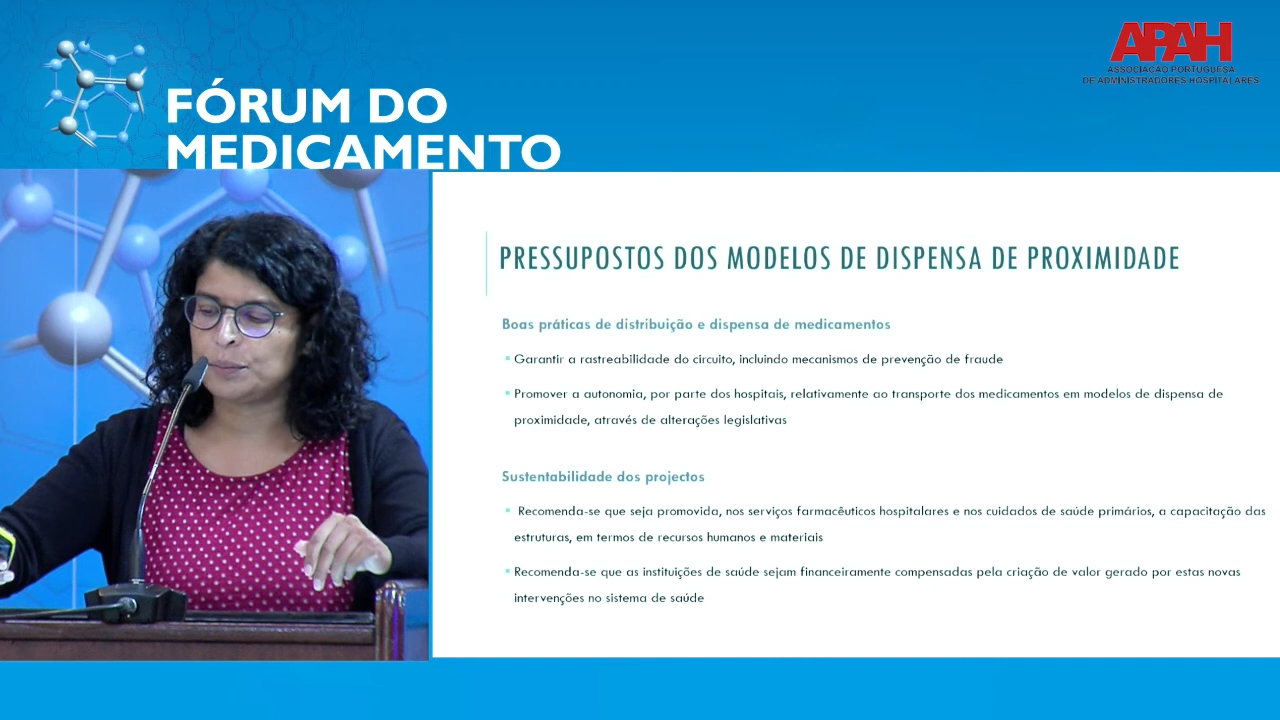 FÓRUM DO
MEDICAMENTO
APAH
ASSOCIAÇÃO PORTUGUESA
DE ADMINISTRADORES HOSPITALARES
PRESSUPOSTOS DOS MODELOS DE DISPENSA DE PROXIMIDADE
Boas práticas de distribuição e dispensa de medicamentos
Garantir a rastreabilidade do circuito, incluindo mecanismos de prevenção de fraude
Promover a autonomia, por parte dos hospitais, relativamente ao transporte dos medicamentos em modelos de dispensa de
proximidade, através de alterações legislativas
Sustentabilidade dos projectos
Recomenda-se que seja promovida, nos serviços farmacêuticos hospitalares e nos cuidados de saúde primários, a capacitação das
estruturas, em termos de recursos humanos e materiais
Recomenda-se que as instituições de saúde sejam financeiramente compensadas pela criação de valor gerado por estas novas
intervenções no sistema de saúde